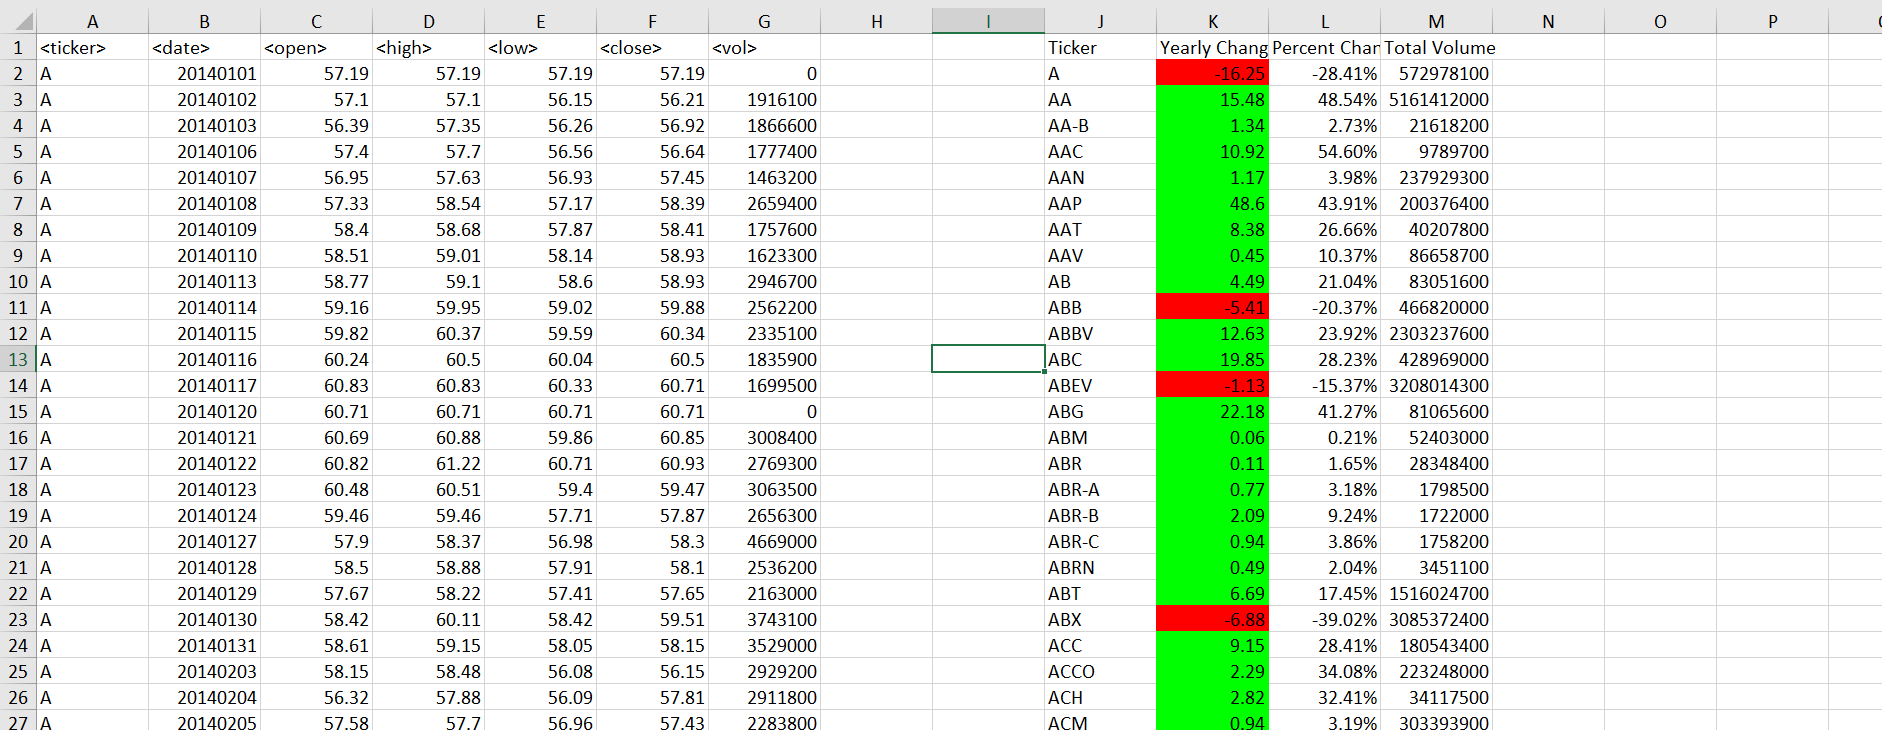 A B C D E F G H I J K L M N O P
1 <ticker> <date> <open> <high> <low> <close> <vol> Ticker Yearly Chang Percent Char Total Volume
2 A 20140101 57.19 57.19 57.19 57.19 0 A -16.25 -28.41% 572978100
3 A 20140102 57.1 57.1 56.15 56.21 1916100 AA 15.48 48.54% 5161412000
4 A 20140103 56.39 57.35 56.26 56.92 1866600 AA-B 1.34 2.73% 21618200
5 A 20140106 57.4 57.7 56.56 56.64 1777400 AAC 10.92 54.60% 9789700
6 A 20140107 56.95 57.63 56.93 57.45 1463200 AAN 1.17 3.98% 237929300
7 A 20140108 57.33 58.54 57.17 58.39 2659400 AAP 48.6 43.91% 200376400
8 A 20140109 58.4 58.68 57.87 58.41 1757600 AAT 8.38 26.66% 40207800
9 A 20140110 58.51 59.01 58.14 58.93 1623300 AAV 0.45 10.37% 86658700
10 A 20140113 58.77 59.1 58.6 58.93 2946700 AB 4.49 21.04% 83051600
11 A 20140114 59.16 59.95 59.02 59.88 2562200 ABB -5.41 -20.37% 466820000
12 A 20140115 59.82 60.37 59.59 60.34 2335100 ABBV 12.63 23.92% 2303237600
13 A 20140116 60.24 60.5 60.04 60.5 1835900 ABC 19.85 28.23% 428969000
14 A 20140117 60.83 60.83 60.33 60.71 1699500 ABEV -1.13 -15.37% 3208014300
15 A 20140120 60.71 60.71 60.71 60.71 0 ABG 22.18 41.27% 81065600
16 A 20140121 60.69 60.88 59.86 60.85 3008400 ABM 0.06 0.21% 52403000
17 A 20140122 60.82 61.22 60.71 60.93 2769300 ABR 0.11 1.65% 28348400
18 A 20140123 60.48 60.51 59.4 59.47 3063500 ABR-A 0.77 3.18% 1798500
19 A 20140124 59.46 59.46 57.71 57.87 2656300 ABR-B 2.09 9.24% 1722000
20 A 20140127 57.9 58.37 56.98 58.3 4669000 ABR-C 0.94 3.86% 1758200
21 A 20140128 58.5 58.88 57.91 58.1 2536200 ABRN 0.49 2.04% 3451100
22 A 20140129 57.67 58.22 57.41 57.65 2163000 ABT 6.69 17.45% 1516024700
23 A 20140130 58.42 60.11 58.42 59.51 3743100 ABX -6.88 -39.02% 3085372400
24 A 20140131 58.61 59.15 58.05 58.15 3529000 ACC 9.15 28.41% 180543400
25 A 20140203 58.15 58.48 56.08 56.15 2929200 ACCO 2.29 34.08% 223248000
26 A 20140204 56.32 57.88 56.09 57.81 2911800 ACH 2.82 32.41% 34117500
27 A 20140205 57.58 57.7 56.96 57.43 2283800 ACM 0.94 3.19% 303393900